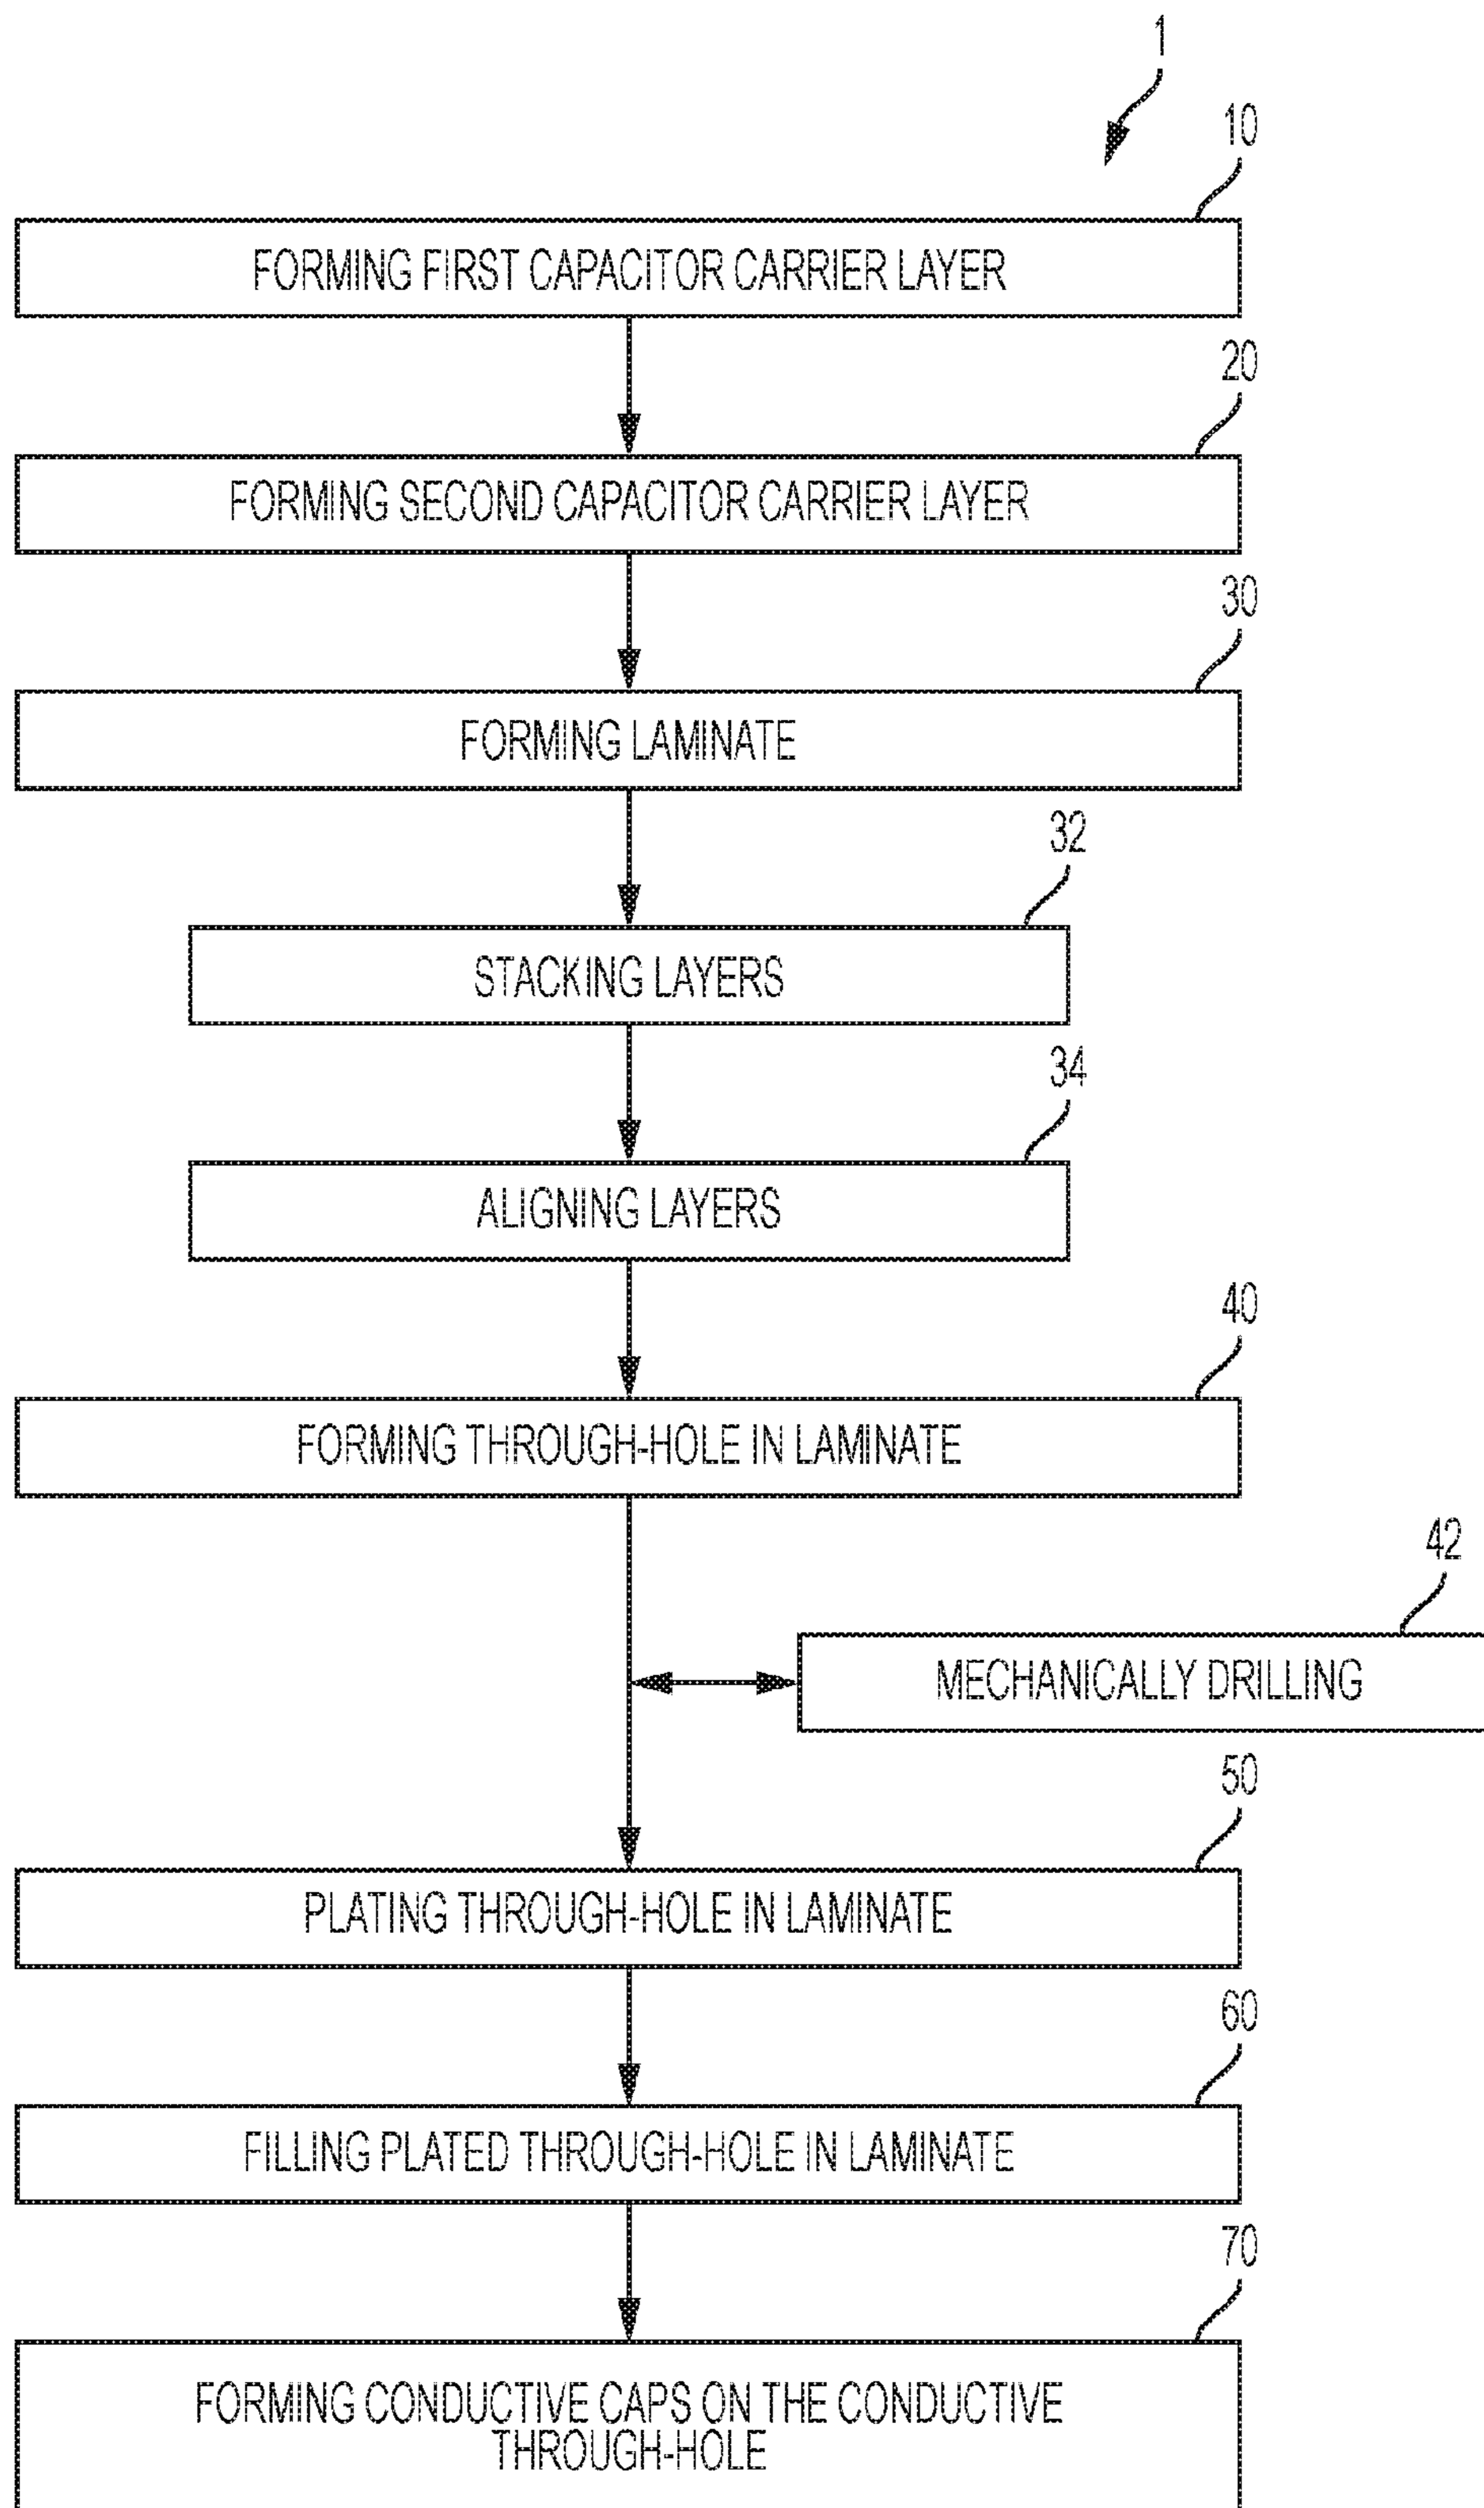 1
10
FORMING FIRST CAPACITOR CARRIER LAYER
20
FORMING SECOND CAPACITOR CARRIER LAYER
30
FORMING LAMINATE
32
STACKING LAYERS
34
ALIGNING LAYERS
40
FORMING THROUGH-HOLE IN LAMINATE
42
MECHANICALLY DRILLING
50
PLATING THROUGH-HOLE IN LAMINATE
60
FILLING PLATED THROUGH-HOLE IN LAMINATE
70
FORMING CONDUCTIVE CAPS ON THE CONDUCTIVE
THROUGH-HOLE